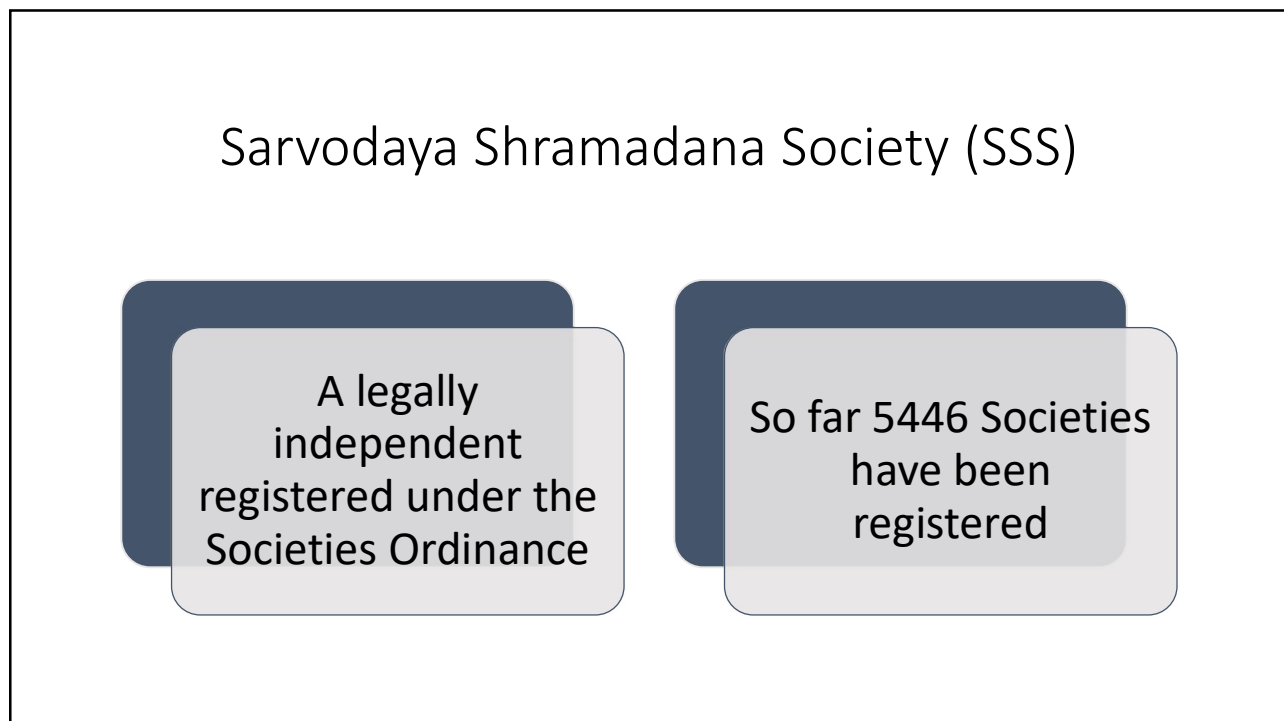 Sarvodaya Shramadana Society (SSS)
A legally
independent
registered under the
Societies Ordinance
So far 5446 Societies
have been
registered